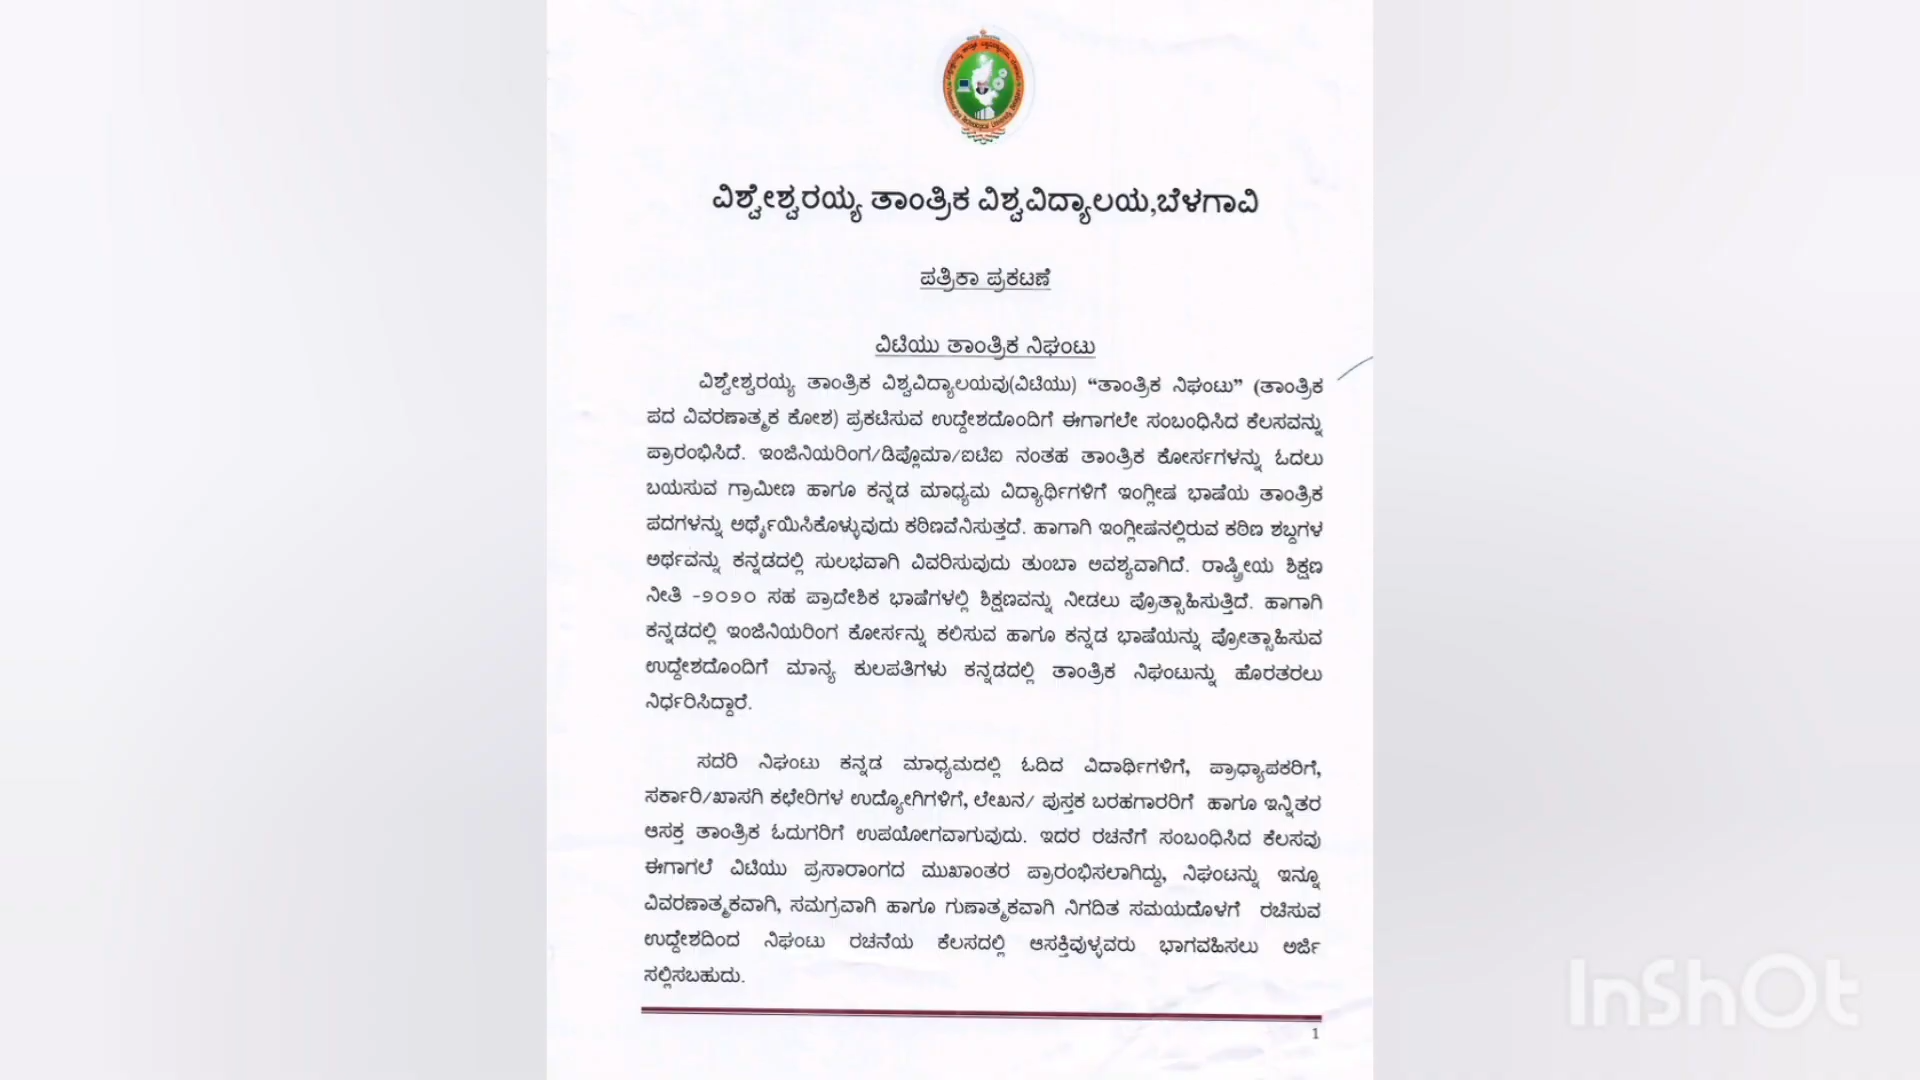 ವಿಶ್ವೇಶ್ವರಯ್ಯ ತಾಂತ್ರಿಕ ವಿಶ್ವವಿದ್ಯಾಲಯ,ಬೆಳಗಾವಿ
ಪತ್ರಿಕಾ ಪ್ರಕಟಣೆ
ವಿಟಿಯು ತಾಂತ್ರಿಕ ನಿಘಂಟು
ವಿಶ್ವೇಶ್ವರಯ್ಯ ತಾಂತ್ರಿಕ ವಿಶ್ವವಿದ್ಯಾಲಯವು(ವಿಟಿಯು) “ತಾಂತ್ರಿಕ ನಿಘಂಟು” (ತಾಂತ್ರಿಕ
ಪದ ವಿವರಣಾತ್ಮಕ ಕೋಶ) ಪ್ರಕಟಿಸುವ ಉದ್ದೇಶದೊಂದಿಗೆ ಈಗಾಗಲೇ ಸಂಬಂಧಿಸಿದ ಕೆಲಸವನ್ನು
ಪ್ರಾರಂಭಿಸಿದೆ. ಇಂಜಿನಿಯರಿಂಗ/ಡಿಪ್ಲೊಮಾ/ಐಟಿಐ ನಂತಹ ತಾಂತ್ರಿಕ ಕೋರ್ಸಗಳನ್ನು ಓದಲು
ಬಯಸುವ ಗ್ರಾಮೀಣ ಹಾಗೂ ಕನ್ನಡ ಮಾಧ್ಯಮ ವಿದ್ಯಾರ್ಥಿಗಳಿಗೆ ಇಂಗ್ಲೀಷ ಭಾಷೆಯ ತಾಂತ್ರಿಕ
ಪದಗಳನ್ನು ಅರ್ಥೈಯಿಸಿಕೊಳ್ಳುವುದು ಕಠಿಣವೆನಿಸುತ್ತದೆ. ಹಾಗಾಗಿ ಇಂಗ್ಲೀಷನಲ್ಲಿರುವ ಕಠಿಣ ಶಬ್ದಗಳ
ಅರ್ಥವನ್ನು ಕನ್ನಡದಲ್ಲಿ ಸುಲಭವಾಗಿ ವಿವರಿಸುವುದು ತುಂಬಾ ಅವಶ್ಯವಾಗಿದೆ. ರಾಷ್ಟ್ರೀಯ ಶಿಕ್ಷಣ
ನೀತಿ -೨೦೨೦ ಸಹ ಪ್ರಾದೇಶಿಕ ಭಾಷೆಗಳಲ್ಲಿ ಶಿಕ್ಷಣವನ್ನು ನೀಡಲು ಪ್ರೊತ್ಸಾಹಿಸುತ್ತಿದೆ. ಹಾಗಾಗಿ
ಕನ್ನಡದಲ್ಲಿ ಇಂಜಿನಿಯರಿಂಗ ಕೋರ್ಸನ್ನು ಕಲಿಸುವ ಹಾಗೂ ಕನ್ನಡ ಭಾಷೆಯನ್ನು ಪ್ರೋತ್ಸಾಹಿಸುವ
ಉದ್ದೇಶದೊಂದಿಗೆ ಮಾನ್ಯ ಕುಲಪತಿಗಳು ಕನ್ನಡದಲ್ಲಿ ತಾಂತ್ರಿಕ ನಿಘಂಟುನ್ನು ಹೊರತರಲು
ನಿರ್ಧರಿಸಿದ್ದಾರೆ.
ಸದರಿ ನಿಘಂಟು ಕನ್ನಡ ಮಾಧ್ಯಮದಲ್ಲಿ ಓದಿದ ವಿದಾರ್ಥಿಗಳಿಗೆ, ಪ್ರಾಧ್ಯಾಪಕರಿಗೆ,
ಸರ್ಕಾರಿ/ಖಾಸಗಿ ಕಛೇರಿಗಳ ಉದ್ಯೋಗಿಗಳಿಗೆ, ಲೇಖನ/ ಪುಸ್ತಕ ಬರಹಗಾರರಿಗೆ ಹಾಗೂ ಇನ್ನಿತರ
ಆಸಕ್ತ ತಾಂತ್ರಿಕ ಓದುಗರಿಗೆ ಉಪಯೋಗವಾಗುವುದು. ಇದರ ರಚನೆಗೆ ಸಂಬಂಧಿಸಿದ ಕೆಲಸವು
ಈಗಾಗಲೆ ವಿಟಿಯು ಪ್ರಸಾರಾಂಗದ ಮುಖಾಂತರ ಪ್ರಾರಂಭಿಸಲಾಗಿದ್ದು, ನಿಘಂಟನ್ನು ಇನ್ನೂ
ವಿವರಣಾತ್ಮಕವಾಗಿ, ಸಮಗ್ರವಾಗಿ ಹಾಗೂ ಗುಣಾತ್ಮಕವಾಗಿ ನಿಗದಿತ ಸಮಯದೊಳಗೆ ರಚಿಸುವ
ಉದ್ದೇಶದಿಂದ ನಿಘಂಟು ರಚನೆಯ ಕೆಲಸದಲ್ಲಿ ಆಸಕ್ತಿವುಳ್ಳವರು ಭಾಗವಹಿಸಲು ಅರ್ಜಿ
ಸಲ್ಲಿಸಬಹುದು.
1
InShOt